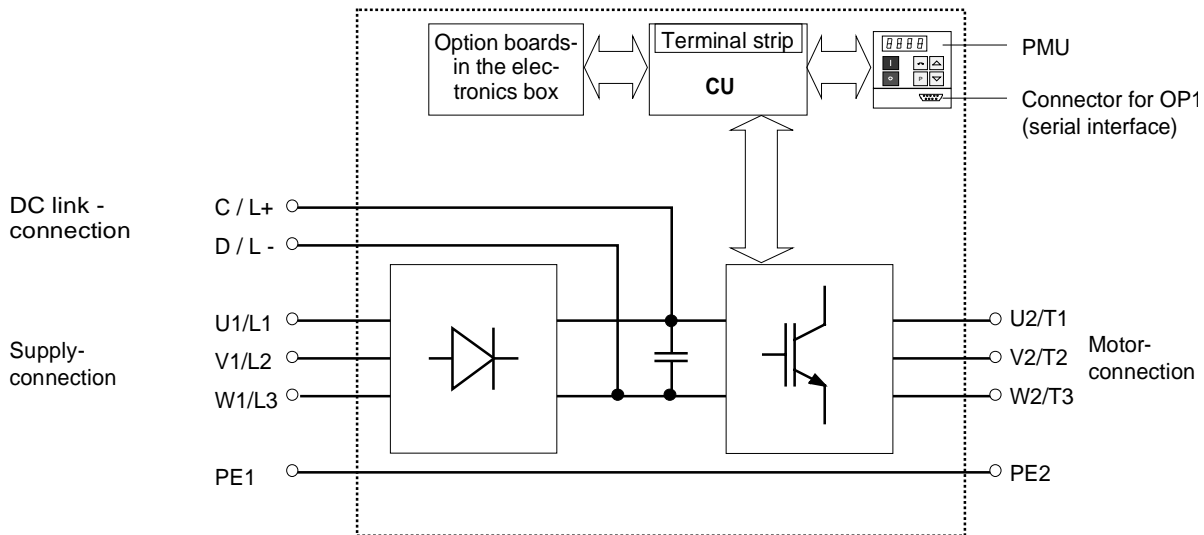 Option boards-
in the elec-
tronics box
Terminal strip
CU
8888
I
O
P
PMU
Connector for OP1
(serial interface)
DC link -
connection
C / L+
D / L -
Supply-
connection
U1/L1
V1/L2
W1/L3
PE1
U2/T1
V2/T2
W2/T3
Motor-
connection
PE2